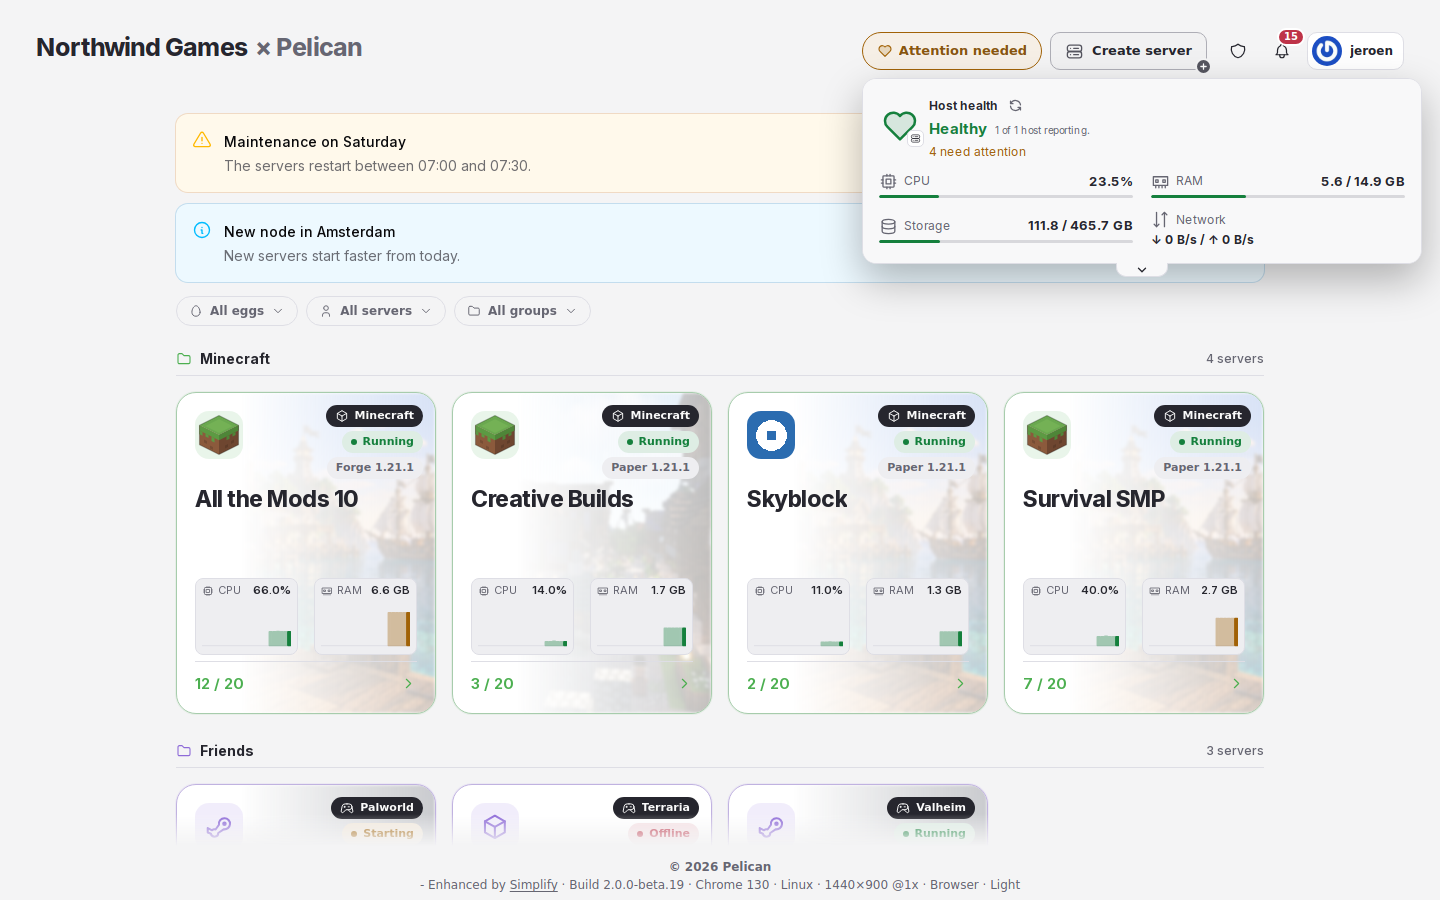 Northwind Games × Pelican
Attention needed
Create server
15
jeroen
Host health
Healthy 1 of 1 host reporting.
4 need attention
CPU 23.5%
RAM 5.6 / 14.9 GB
Storage 111.8 / 465.7 GB
Network
↓ 0 B/s / ↑ 0 B/s
Maintenance on Saturday
The servers restart between 07:00 and 07:30.
New node in Amsterdam
New servers start faster from today.
All eggs
All servers
All groups
Minecraft
4 servers
Minecraft
Running
Forge 1.21.1
All the Mods 10
CPU 66.0%
RAM 6.6 GB
12 / 20
Minecraft
Running
Paper 1.21.1
Creative Builds
CPU 14.0%
RAM 1.7 GB
3 / 20
Minecraft
Running
Paper 1.21.1
Skyblock
CPU 11.0%
RAM 1.3 GB
2 / 20
Minecraft
Running
Paper 1.21.1
Survival SMP
CPU 40.0%
RAM 2.7 GB
7 / 20
Friends
3 servers
Palworld
Starting
Terraria
Offline
Valheim
Running
© 2026 Pelican
- Enhanced by Simplify · Build 2.0.0-beta.19 · Chrome 130 · Linux · 1440×900 @1x · Browser · Light